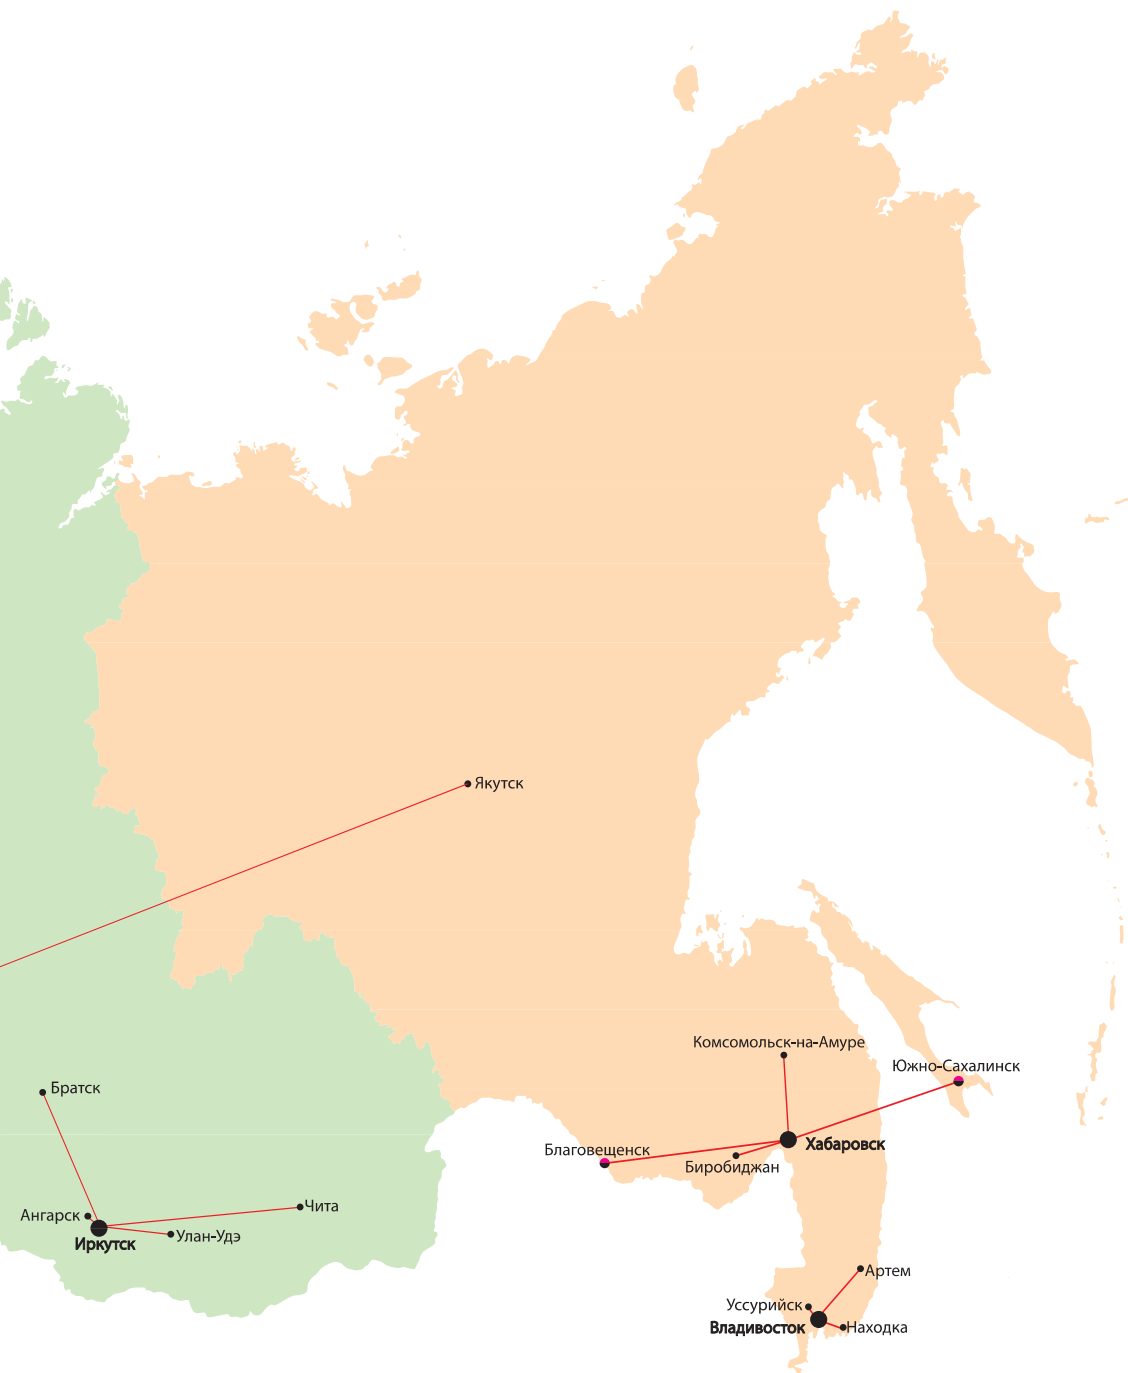 Якутск
Комсомольск-на-Амуре
Южно-Сахалинск
Братск
Хабаровск
Благовещенск
Биробиджан
Чита
Ангарск
Улан-Удэ
Иркутск
Артем
Уссурийск
Владивосток
Находка